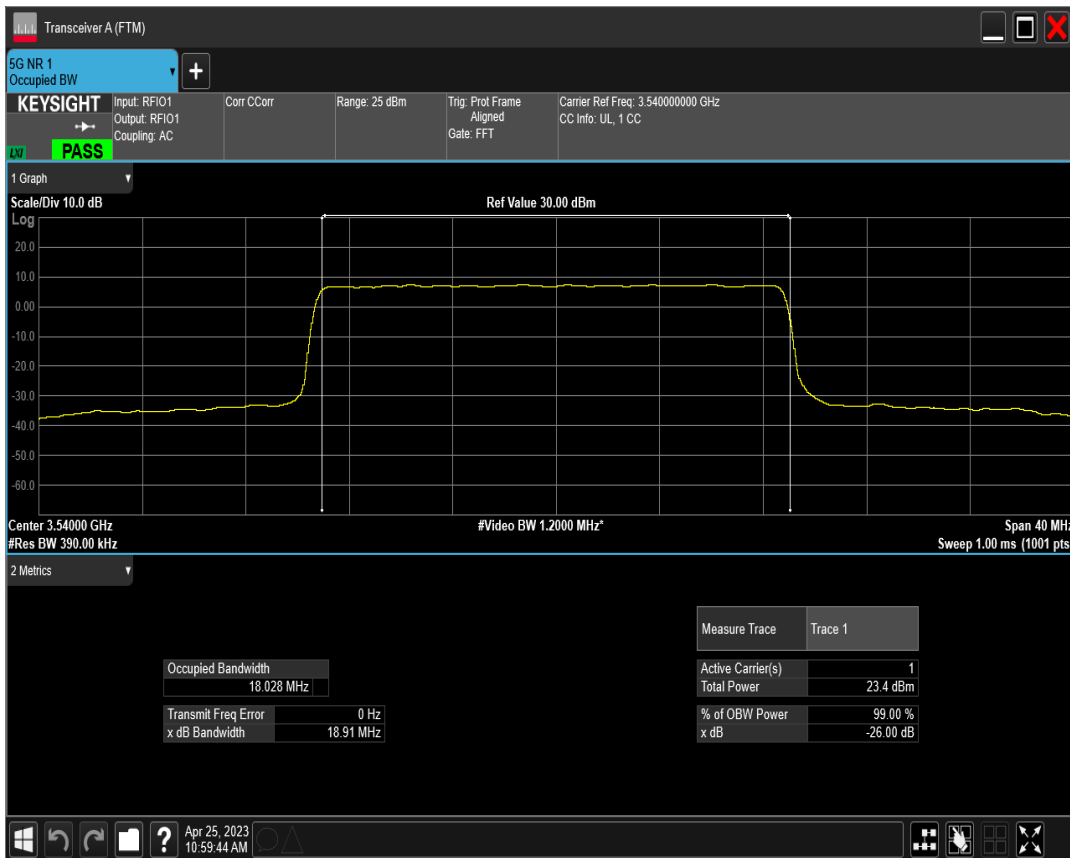 Transceiver A (FTM)
5G NR 1
Occupied BW
+
KEYSIGHT
LXI
PASS
Input: RFIO1
Output: RFIO1
Coupling: AC
Corr CCorr
Range: 25 dBm
Trig: Prot Frame
Aligned
Gate: FFT
Carrier Ref Freq: 3.540000000 GHz
CC Info: UL, 1 CC
1 Graph
Scale/Div 10.0 dB
Ref Value 30.00 dBm
Log
20.0
10.0
0.00
-10.0
-20.0
-30.0
-40.0
-50.0
-60.0
Center 3.54000 GHz
#Video BW 1.2000 MHz*
Span 40 MHz
#Res BW 390.00 kHz
Sweep 1.00 ms (1001 pts
2 Metrics
Measure Trace Trace 1
Occupied Bandwidth
18.028 MHz
Active Carrier(s) 1
Total Power 23.4 dBm
Transmit Freq Error 0 Hz
x dB Bandwidth 18.91 MHz
% of OBW Power 99.00 %
x dB -26.00 dB
?
Apr 25, 2023
10:59:44 AM